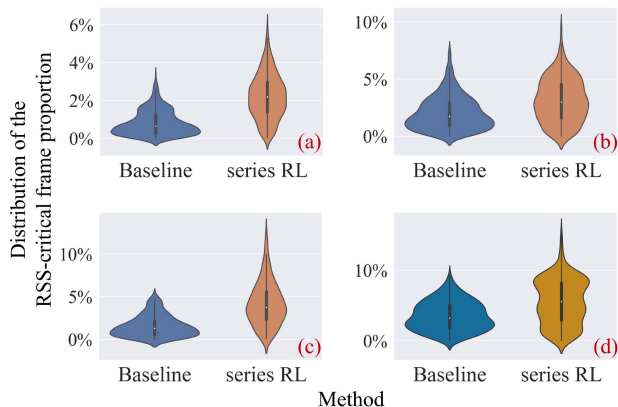 Distribution of the
RSS-critical frame proportion
6%
4%
2%
0%
(a)
Baseline series RL
10%
5%
0%
(b)
Baseline series RL
10%
5%
0%
(c)
Baseline series RL
10%
0%
(d)
Baseline series RL
Method